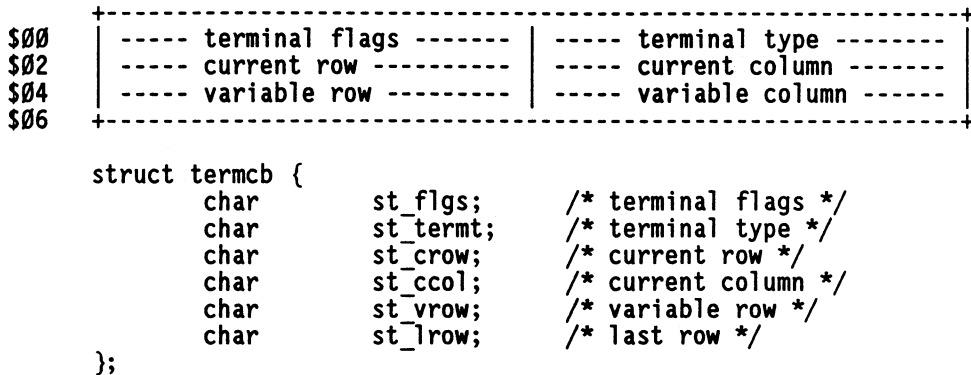 +-----------------------------------------------------------+
$00 | ----- terminal flags ------- | ----- terminal type -------- |
$02 | ----- current row ---------- | ----- current column ------- |
$04 | ----- variable row --------- | ----- variable column ------ |
$06 +-----------------------------------------------------------+
struct termcb {
char st_flgs; /* terminal flags */
char st_termt; /* terminal type */
char st_crow; /* current row */
char st_ccol; /* current column */
char st_vrow; /* variable row */
char st_lrow; /* last row */
};